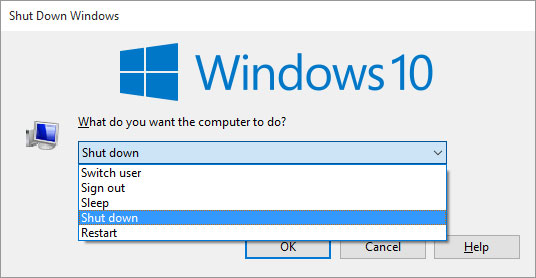 Shut Down Windows
Windows 10
What do you want the computer to do?
Shut down
Switch user
Sign out
Sleep
Shut down
Restart
OK Cancel Help